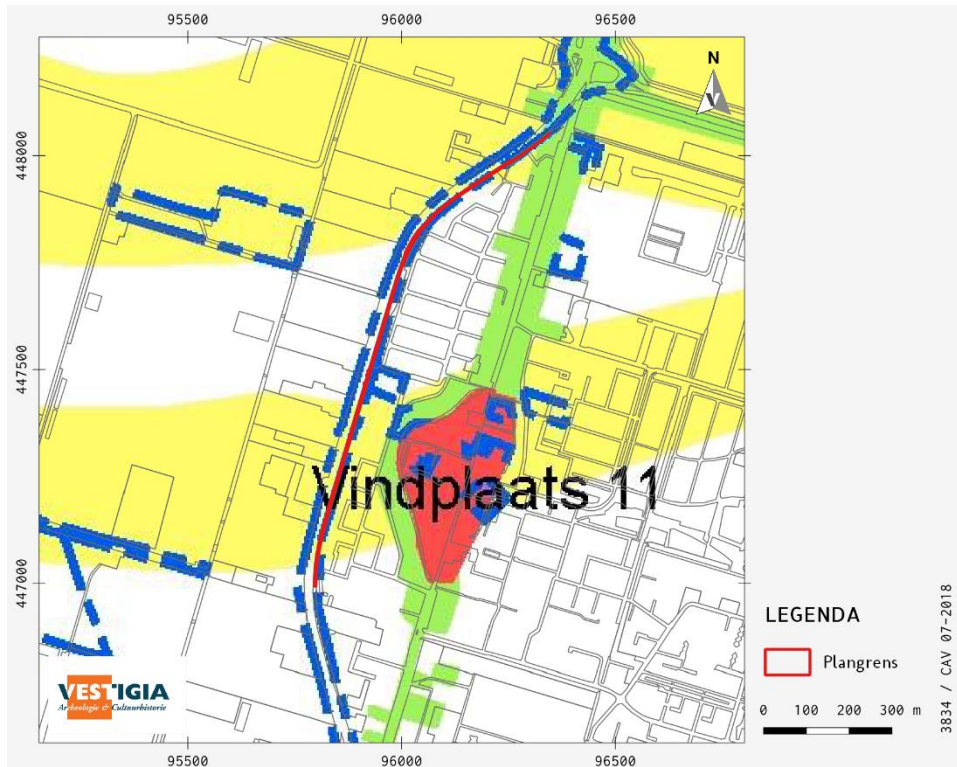 95500 96000 96500
N
V
448000
447500
Vindplaats 11
447000
LEGENDA
Plangrens
0 100 200 300 m
3834 / CAV 07-2018
VESTIGIA
Archeologie & Cultuurhistorie
95500 96000 96500